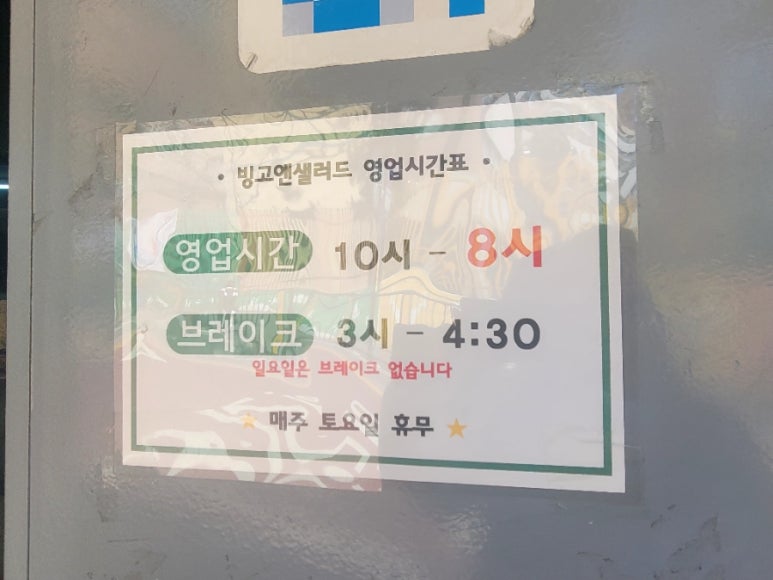 • 빙고앤샐러드 영업시간표 •
영업시간 10시 - 8시
브레이크 3시 - 4:30
일요일은 브레이크 없습니다
★ 매주 토요일 휴무 ★